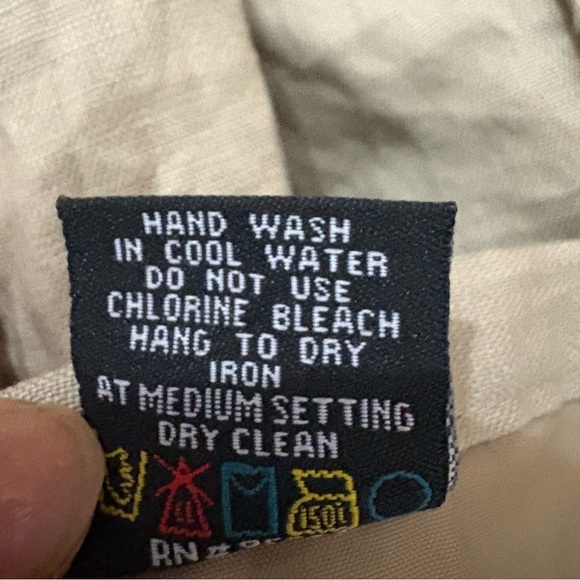 HAND WASH
IN COOL WATER
DO NOT USE
CHLORINE BLEACH
HANG TO DRY
IRON
AT MEDIUM SETTING
DRY CLEAN
RN#